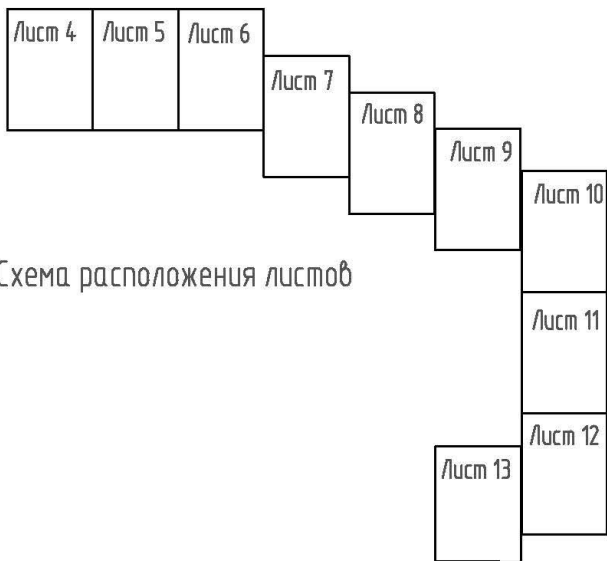 Лист 4
Лист 5
Лист 6
Лист 7
Лист 8
Лист 9
Лист 10
Схема расположения листов
Лист 11
Лист 12
Лист 13